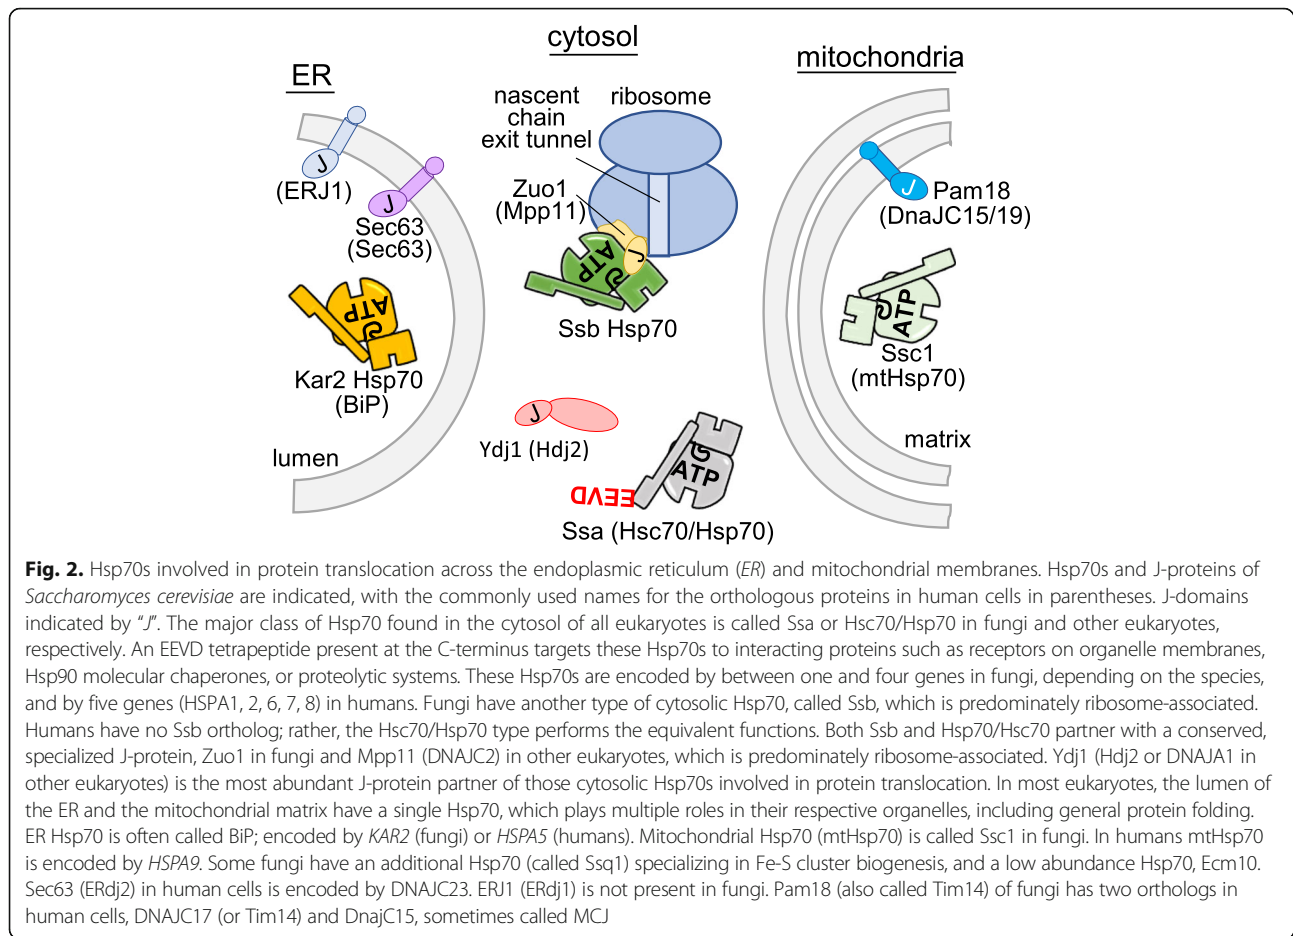 cytosol
mitochondria
ER
nascent
chain
exit tunnel
ribosome
J
(ERJ1)
J
Sec63
(Sec63)
Zuo1
(Mpp11)
J
ATP
Ssb Hsp70
J
Pam18
(DnaJC15/19)
ATP
Kar2 Hsp70
(BiP)
ATP
Ssc1
(mtHsp70)
J
Ydj1 (Hdj2)
ATP
EEVD
Ssa (Hsc70/Hsp70)
lumen
matrix
Fig. 2. Hsp70s involved in protein translocation across the endoplasmic reticulum (ER) and mitochondrial membranes. Hsp70s and J-proteins of
Saccharomyces cerevisiae are indicated, with the commonly used names for the orthologous proteins in human cells in parentheses. J-domains
indicated by “J”. The major class of Hsp70 found in the cytosol of all eukaryotes is called Ssa or Hsc70/Hsp70 in fungi and other eukaryotes,
respectively. An EEVD tetrapeptide present at the C-terminus targets these Hsp70s to interacting proteins such as receptors on organelle membranes,
Hsp90 molecular chaperones, or proteolytic systems. These Hsp70s are encoded by between one and four genes in fungi, depending on the species,
and by five genes (HSPA1, 2, 6, 7, 8) in humans. Fungi have another type of cytosolic Hsp70, called Ssb, which is predominately ribosome-associated.
Humans have no Ssb ortholog; rather, the Hsc70/Hsp70 type performs the equivalent functions. Both Ssb and Hsp70/Hsc70 partner with a conserved,
specialized J-protein, Zuo1 in fungi and Mpp11 (DNAJC2) in other eukaryotes, which is predominately ribosome-associated. Ydj1 (Hdj2 or DNAJA1 in
other eukaryotes) is the most abundant J-protein partner of those cytosolic Hsp70s involved in protein translocation. In most eukaryotes, the lumen of
the ER and the mitochondrial matrix have a single Hsp70, which plays multiple roles in their respective organelles, including general protein folding.
ER Hsp70 is often called BiP; encoded by KAR2 (fungi) or HSPA5 (humans). Mitochondrial Hsp70 (mtHsp70) is called Ssc1 in fungi. In humans mtHsp70
is encoded by HSPA9. Some fungi have an additional Hsp70 (called Ssq1) specializing in Fe-S cluster biogenesis, and a low abundance Hsp70, Ecm10.
Sec63 (ERdj2) in human cells is encoded by DNAJC23. ERJ1 (ERdj1) is not present in fungi. Pam18 (also called Tim14) of fungi has two orthologs in
human cells, DNAJC17 (or Tim14) and DnajC15, sometimes called MCJ